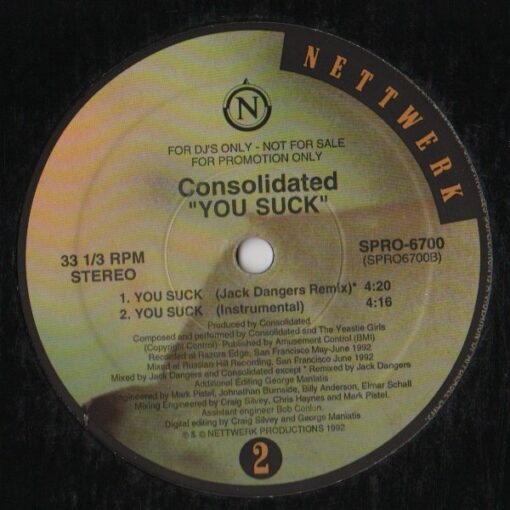 NETTWERK
N
FOR DJ'S ONLY - NOT FOR SALE
FOR PROMOTION ONLY
Consolidated
"YOU SUCK"
33 1/3 RPM
STEREO
SPRO-6700
(SPRO6700B)
1. YOU SUCK (Jack Dangers Remix)* 4:20
2. YOU SUCK (Instrumental) 4:16
Produced by Consolidated
Composed and performed by Consolidated and The Yeastie Girls
(Copyright Control) Published by Amusement Control (BMI)
Recorded at Razors Edge, San Francisco May-June 1992
Mixed at Russian Hill Recording, San Francisco June 1992
Mixed by Jack Dangers and Consolidated except * Remixed by Jack Dangers
Additional Editing George Maniatis
Engineered by Mark Pistel, Johnathan Burnside, Billy Anderson, Elmar Schall
Mixing Engineered by Craig Silvey, Chris Haynes and Mark Pistel.
Assistant engineer Bob Conlon.
Digital editing by Craig Silvey and George Maniatis
℗ & © NETTWERK PRODUCTIONS 1992
2